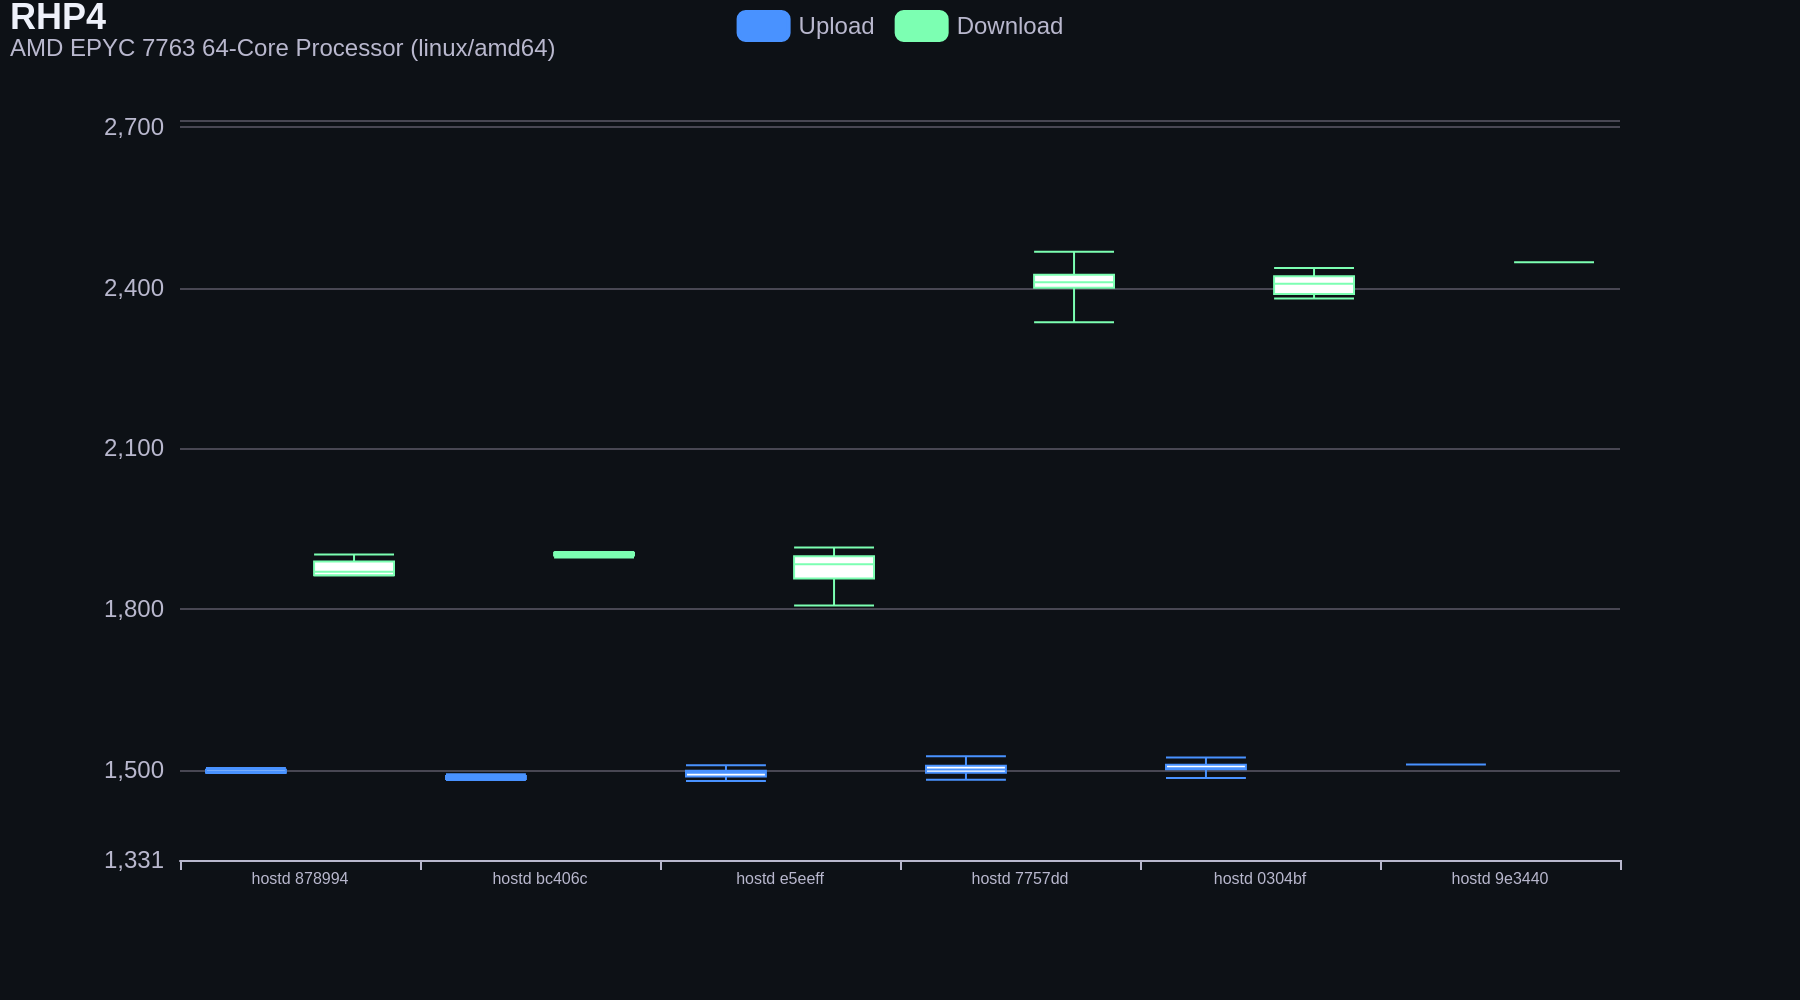 RHP4
AMD EPYC 7763 64-Core Processor (linux/amd64)
Upload
Download
2,700
2,400
2,100
1,800
1,500
1,331
hostd 878994
hostd bc406c
hostd e5eeff
hostd 7757dd
hostd 0304bf
hostd 9e3440